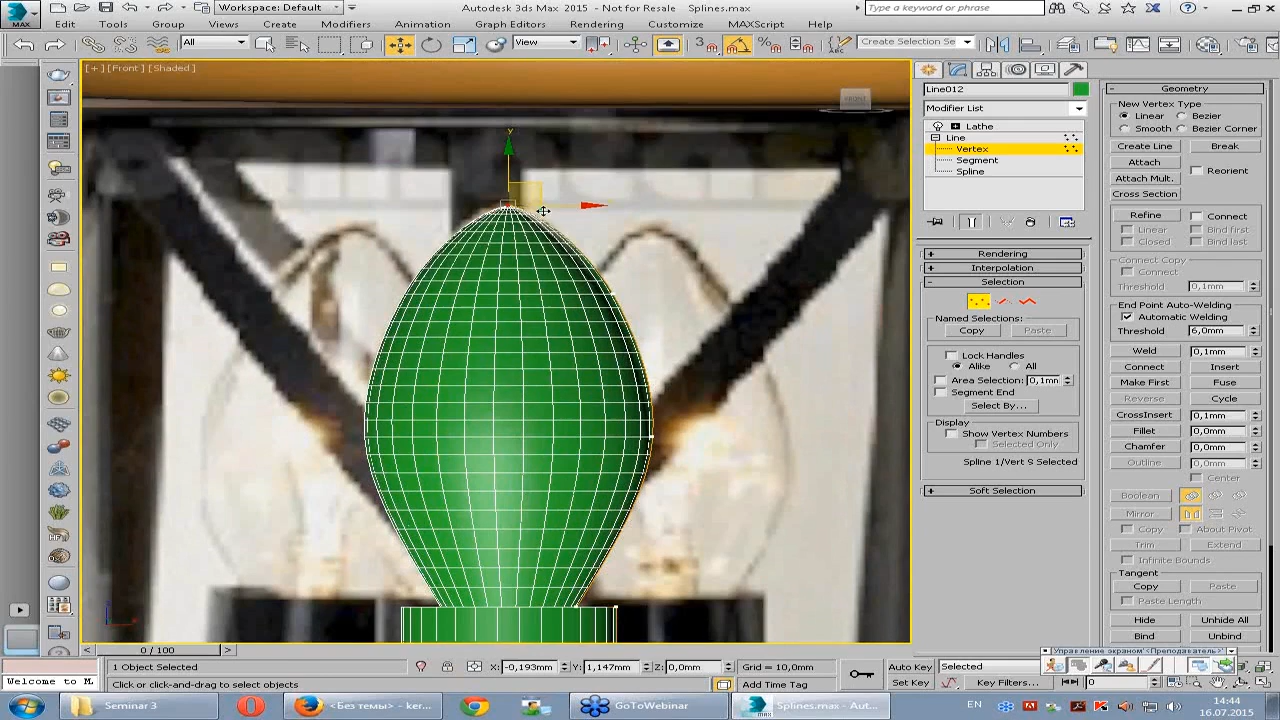 MAX
Workspace: Default
Autodesk 3ds Max 2015 - Not for Resale Splines.MAX
Type a keyword or phrase
Edit Tools Group Views Create Modifiers Animation Graph Editors Rendering Customize MAXScript Help
All
View
Create Selection Se
[+] [Front] [Shaded]
FRONT
y
Line012
Modifier List
Lathe
Line
Vertex
Segment
Spline
Rendering
Interpolation
Selection
Named Selections:
Copy Paste
Lock Handles
Alike All
Area Selection: 0,1mm
Segment End
Select By...
Display
Show Vertex Numbers
Selected Only
Spline 1/Vert 9 Selected
Soft Selection
Geometry
New Vertex Type
Linear Bezier
Smooth Bezier Corner
Create Line Break
Attach
Reorient
Attach Mult.
Cross Section
Refine Connect
Linear Bind first
Closed Bind last
Connect Copy
Connect
Threshold 0,1mm
End Point Auto-Welding
Automatic Welding
Threshold 6,0mm
Weld 0,1mm
Connect Insert
Make First Fuse
Reverse Cycle
CrossInsert 0,1mm
Fillet 0,0mm
Chamfer 0,0mm
Outline 0,0mm
Center
Boolean
Mirror
Copy About Pivot
Trim Extend
Infinite Bounds
Tangent
Copy Paste
Paste Length
Hide Unhide All
Bind Unbind
Управление экраном"<Преподаватель>"
0 / 100
1 Object Selected
X: -0,193mm Y: 1,147mm Z: 0,0mm Grid = 10,0mm
Auto Key Selected
Welcome to M
Click or click-and-drag to select objects
Add Time Tag
Set Key Key Filters... 0
Seminar 3
<Без темы> - ker...
GoToWebinar
Splines.max - Aut...
EN
14:44
16.07.2015